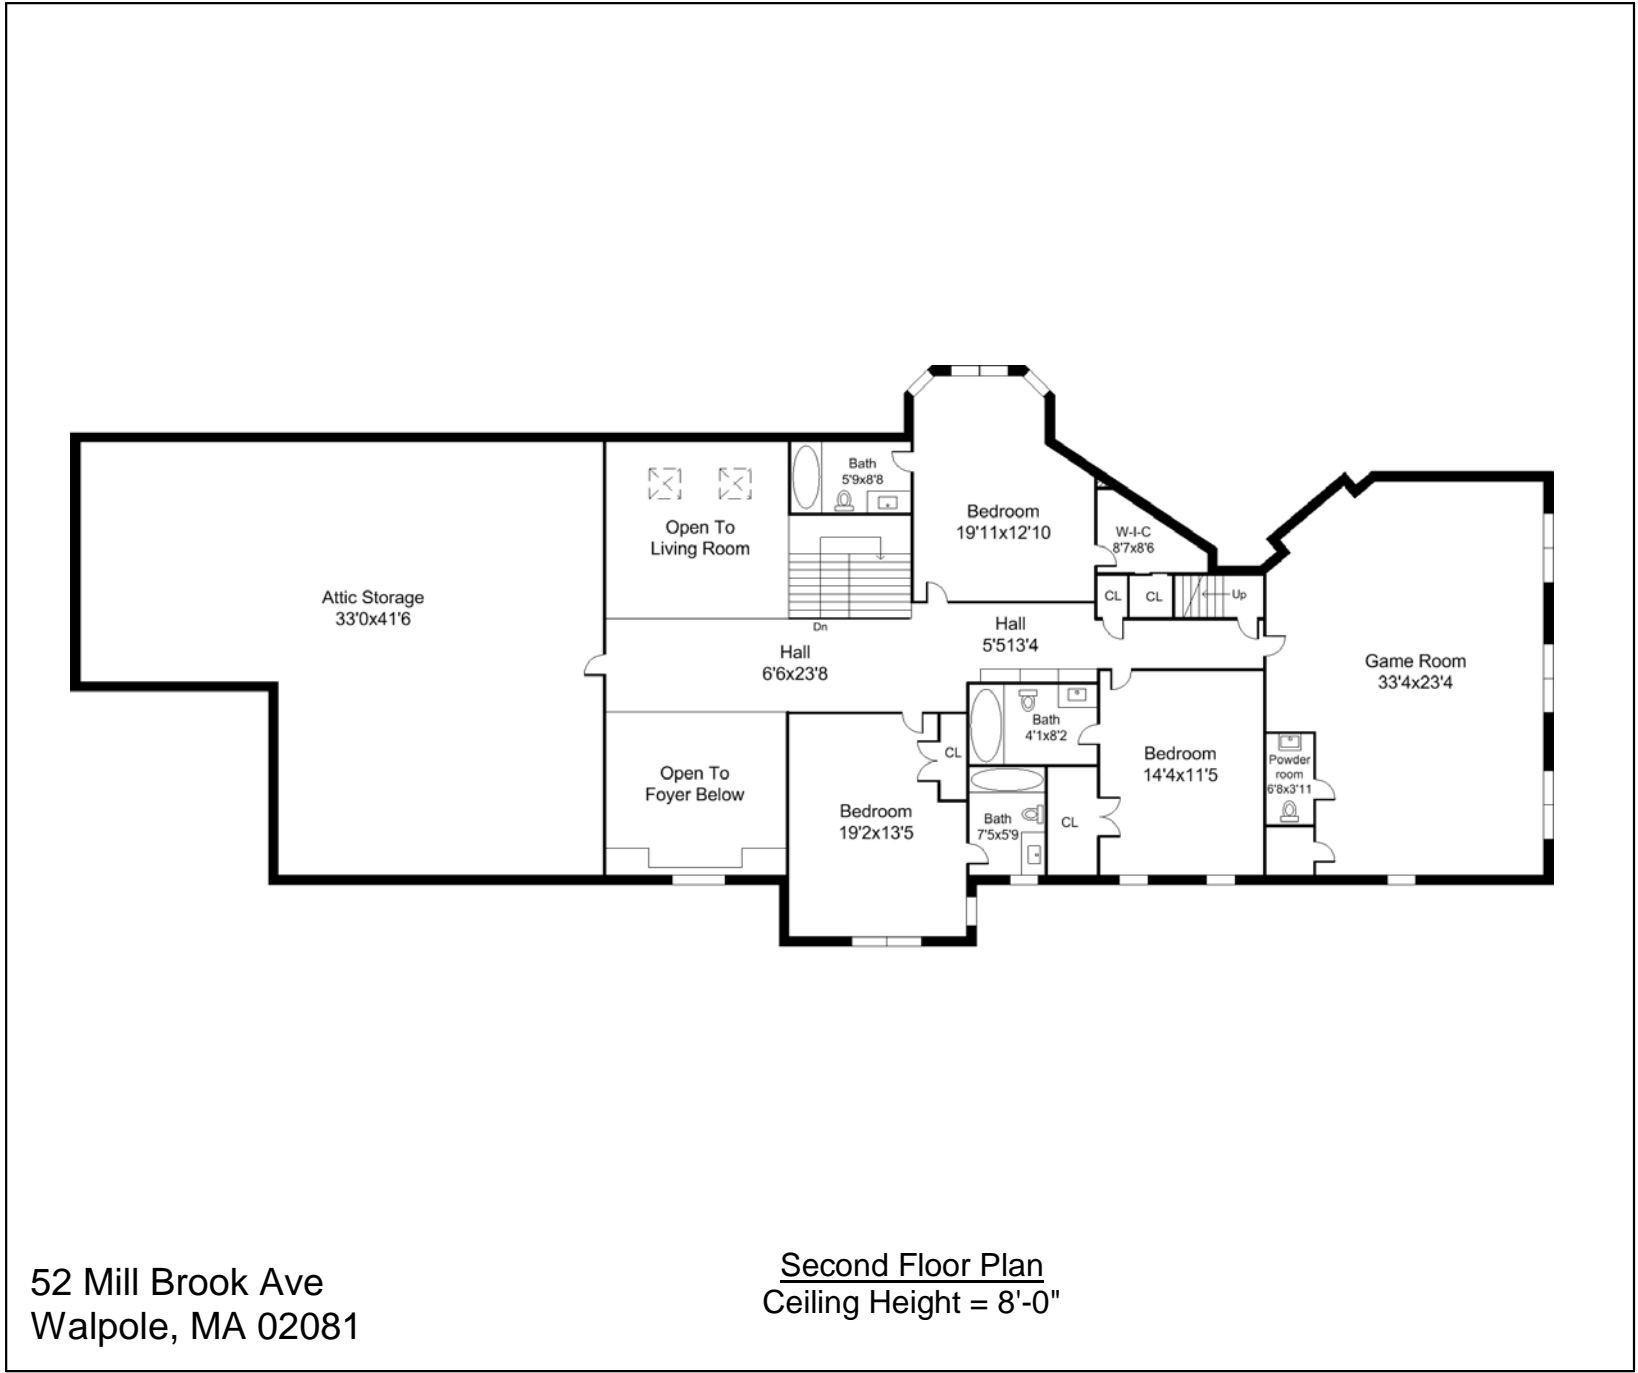 Bath
5'9x8'8
Open To
Living Room
Bedroom
19'11x12'10
W-I-C
8'7x8'6
Attic Storage
33'0x41'6
CL
CL
Up
Dn
Hall
5'513'4
Hall
6'6x23'8
Game Room
33'4x23'4
Bath
4'1x8'2
CL
Bedroom
14'4x11'5
Open To
Foyer Below
Powder
room
6'8x3'11
Bedroom
19'2x13'5
Bath
7'5x5'9
CL
52 Mill Brook Ave
Walpole, MA 02081
Second Floor Plan
Ceiling Height = 8'-0"